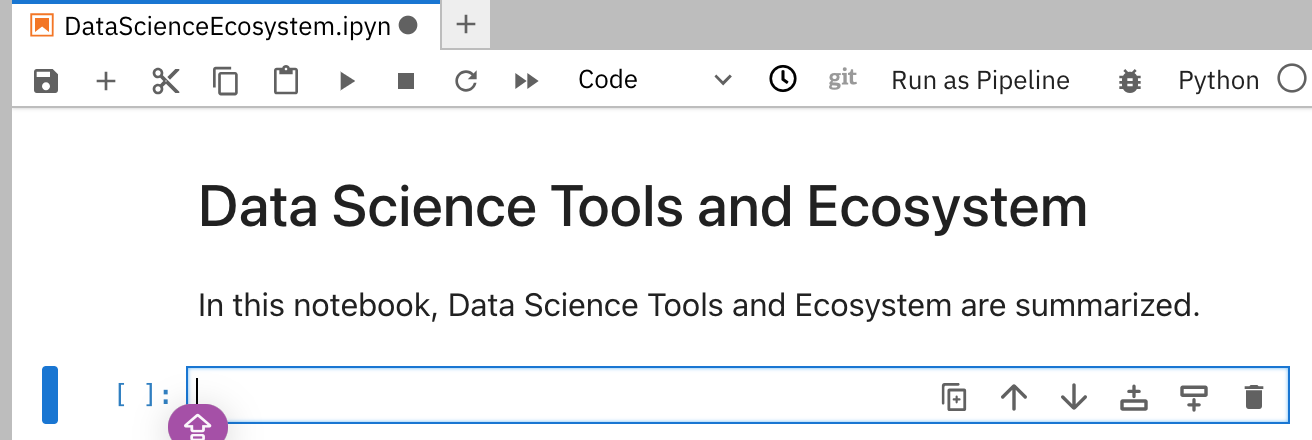 DataScienceEcosystem.ipyn
Code git Run as Pipeline Python
Data Science Tools and Ecosystem
In this notebook, Data Science Tools and Ecosystem are summarized.
[ ]: